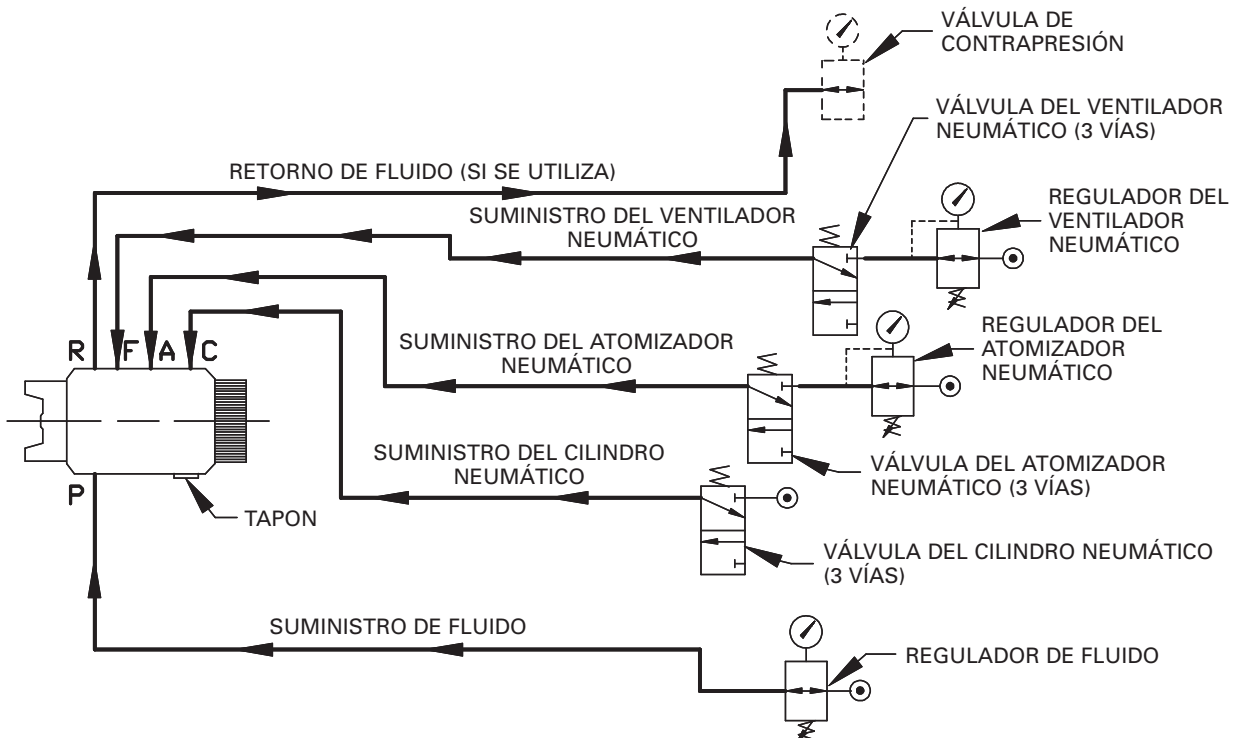 VÁLVULA DE
CONTRAPRESIÓN
VÁLVULA DEL VENTILADOR
NEUMÁTICO (3 VÍAS)
RETORNO DE FLUIDO (SI SE UTILIZA)
SUMINISTRO DEL VENTILADOR
NEUMÁTICO
REGULADOR DEL
VENTILADOR
NEUMÁTICO
R F A C
SUMINISTRO DEL ATOMIZADOR
NEUMÁTICO
REGULADOR DEL
ATOMIZADOR
NEUMÁTICO
SUMINISTRO DEL CILINDRO
NEUMÁTICO
VÁLVULA DEL ATOMIZADOR
NEUMÁTICO (3 VÍAS)
P
TAPON
VÁLVULA DEL CILINDRO NEUMÁTICO
(3 VÍAS)
SUMINISTRO DE FLUIDO
REGULADOR DE FLUIDO